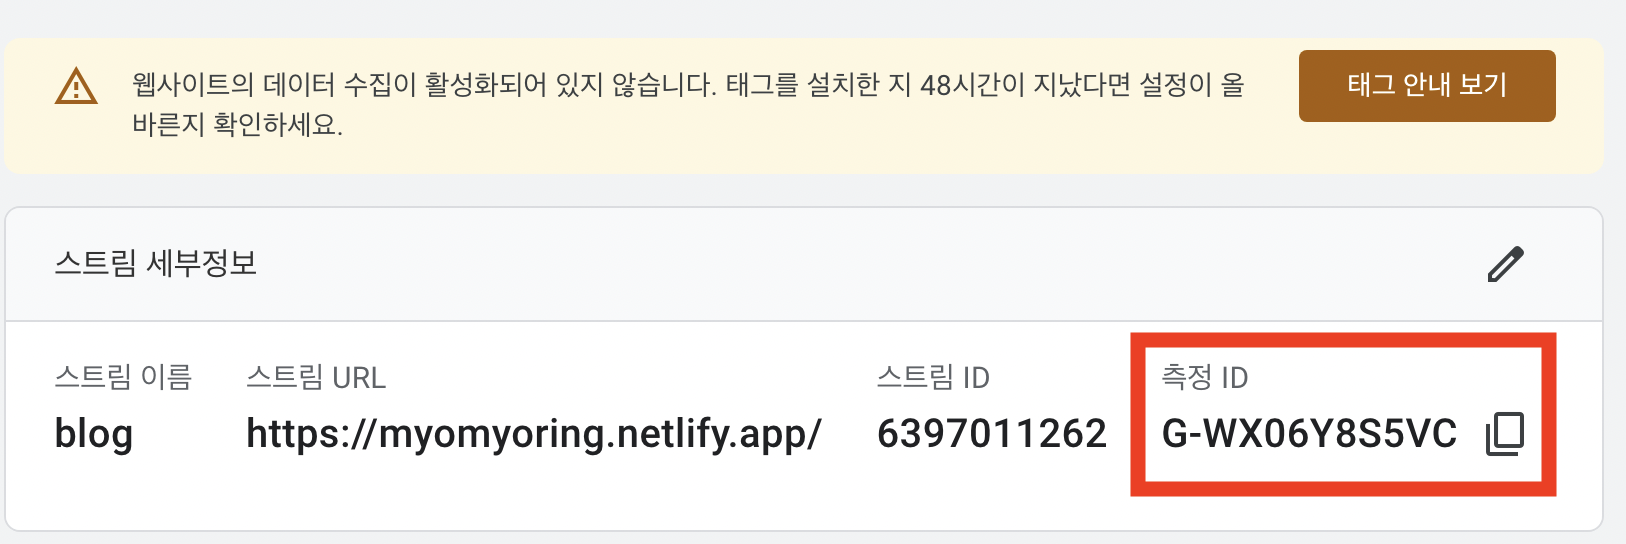 웹사이트의 데이터 수집이 활성화되어 있지 않습니다. 태그를 설치한 지 48시간이 지났다면 설정이 올
바른지 확인하세요.
태그 안내 보기
스트림 세부정보
스트림 이름
blog
스트림 URL
https://myomyoring.netlify.app/
스트림 ID
6397011262
측정 ID
G-WX06Y8S5VC